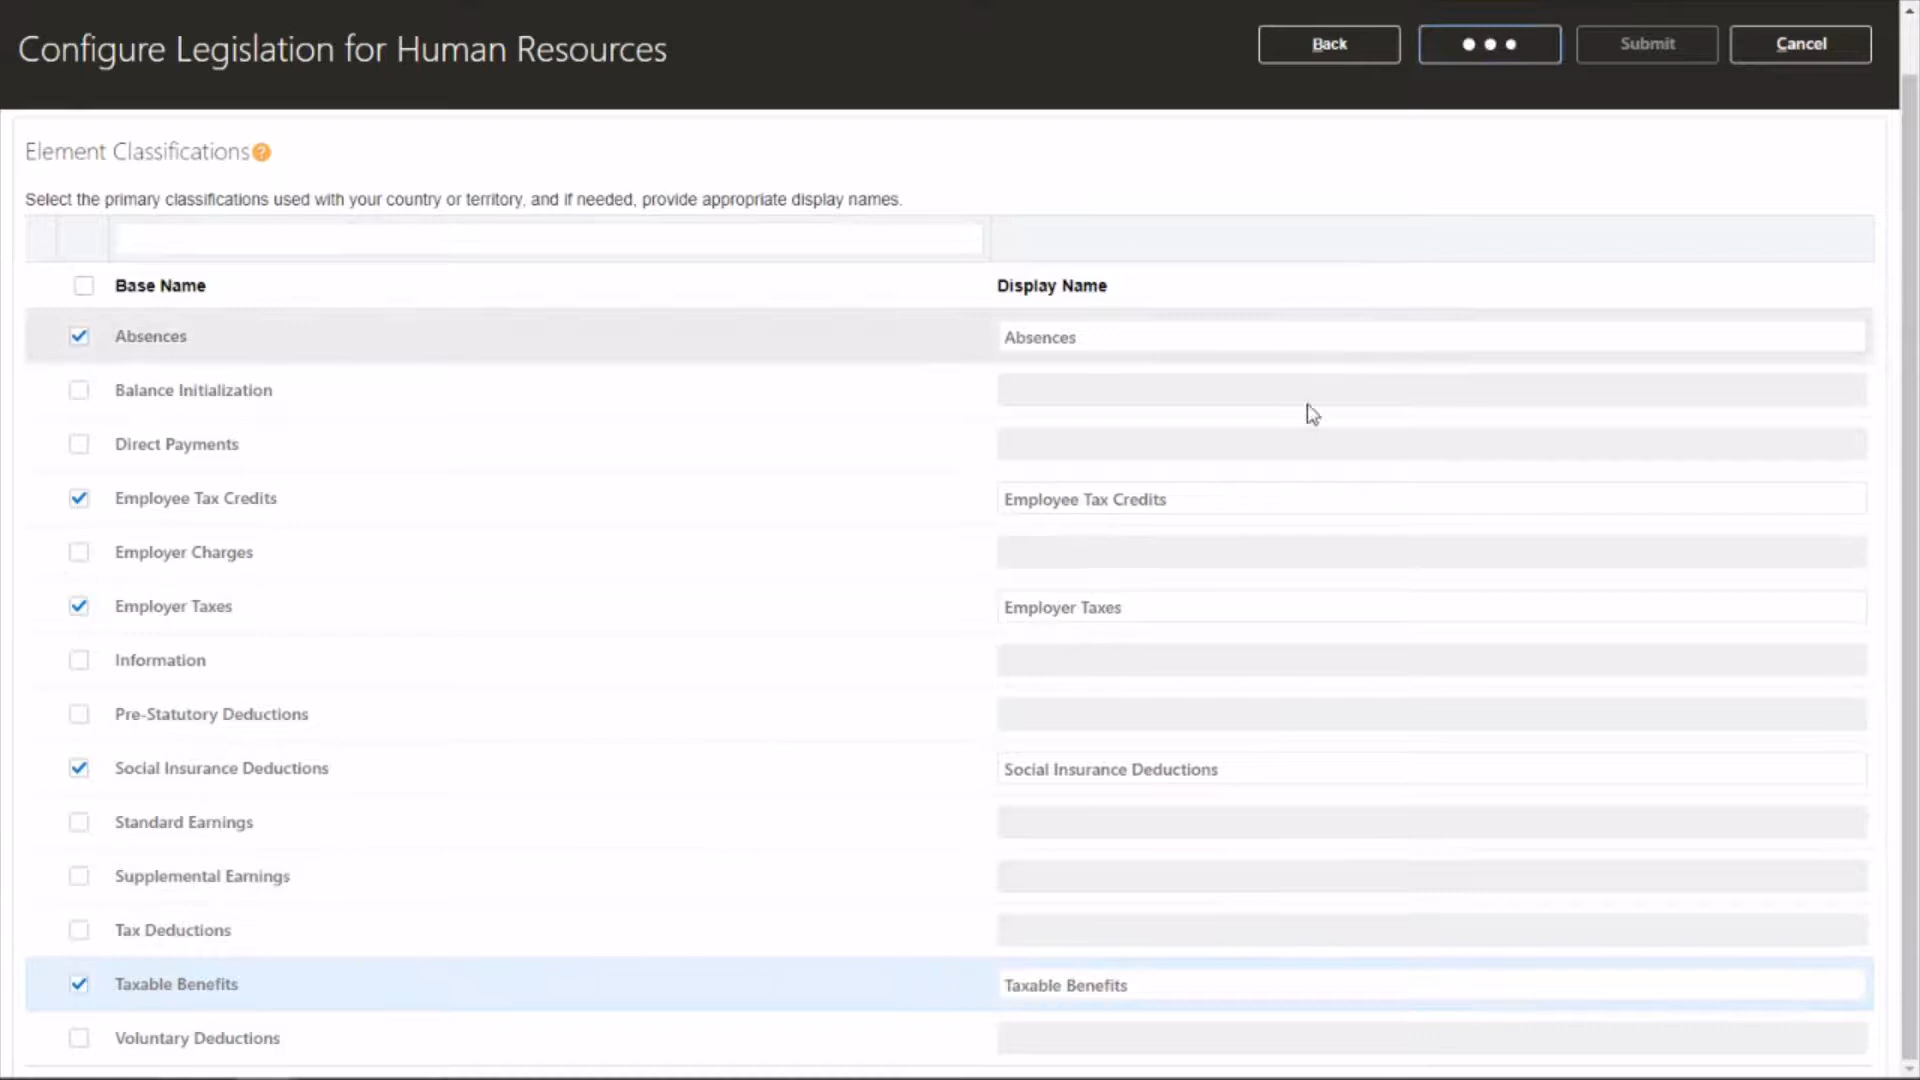 Configure Legislation for Human Resources
Back
Submit
Cancel
Element Classifications
?
Select the primary classifications used with your country or territory, and if needed, provide appropriate display names.
Base Name Display Name
Absences Absences
Balance Initialization
Direct Payments
Employee Tax Credits Employee Tax Credits
Employer Charges
Employer Taxes Employer Taxes
Information
Pre-Statutory Deductions
Social Insurance Deductions Social Insurance Deductions
Standard Earnings
Supplemental Earnings
Tax Deductions
Taxable Benefits Taxable Benefits
Voluntary Deductions